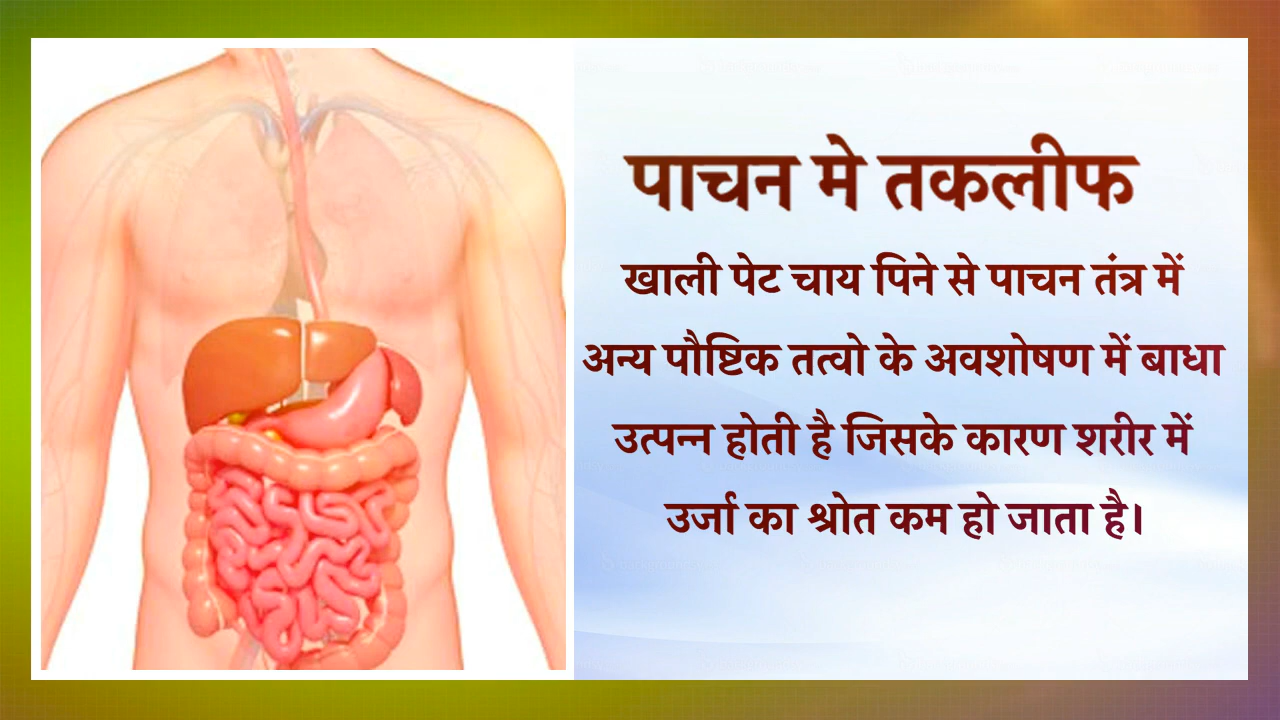 पाचन मे तकलीफ
खाली पेट चाय पिने से पाचन तंत्र में
अन्य पौष्टिक तत्वो के अवशोषण में बाधा
उत्पन्न होती है जिसके कारण शरीर में
उर्जा का श्रोत कम हो जाता है।